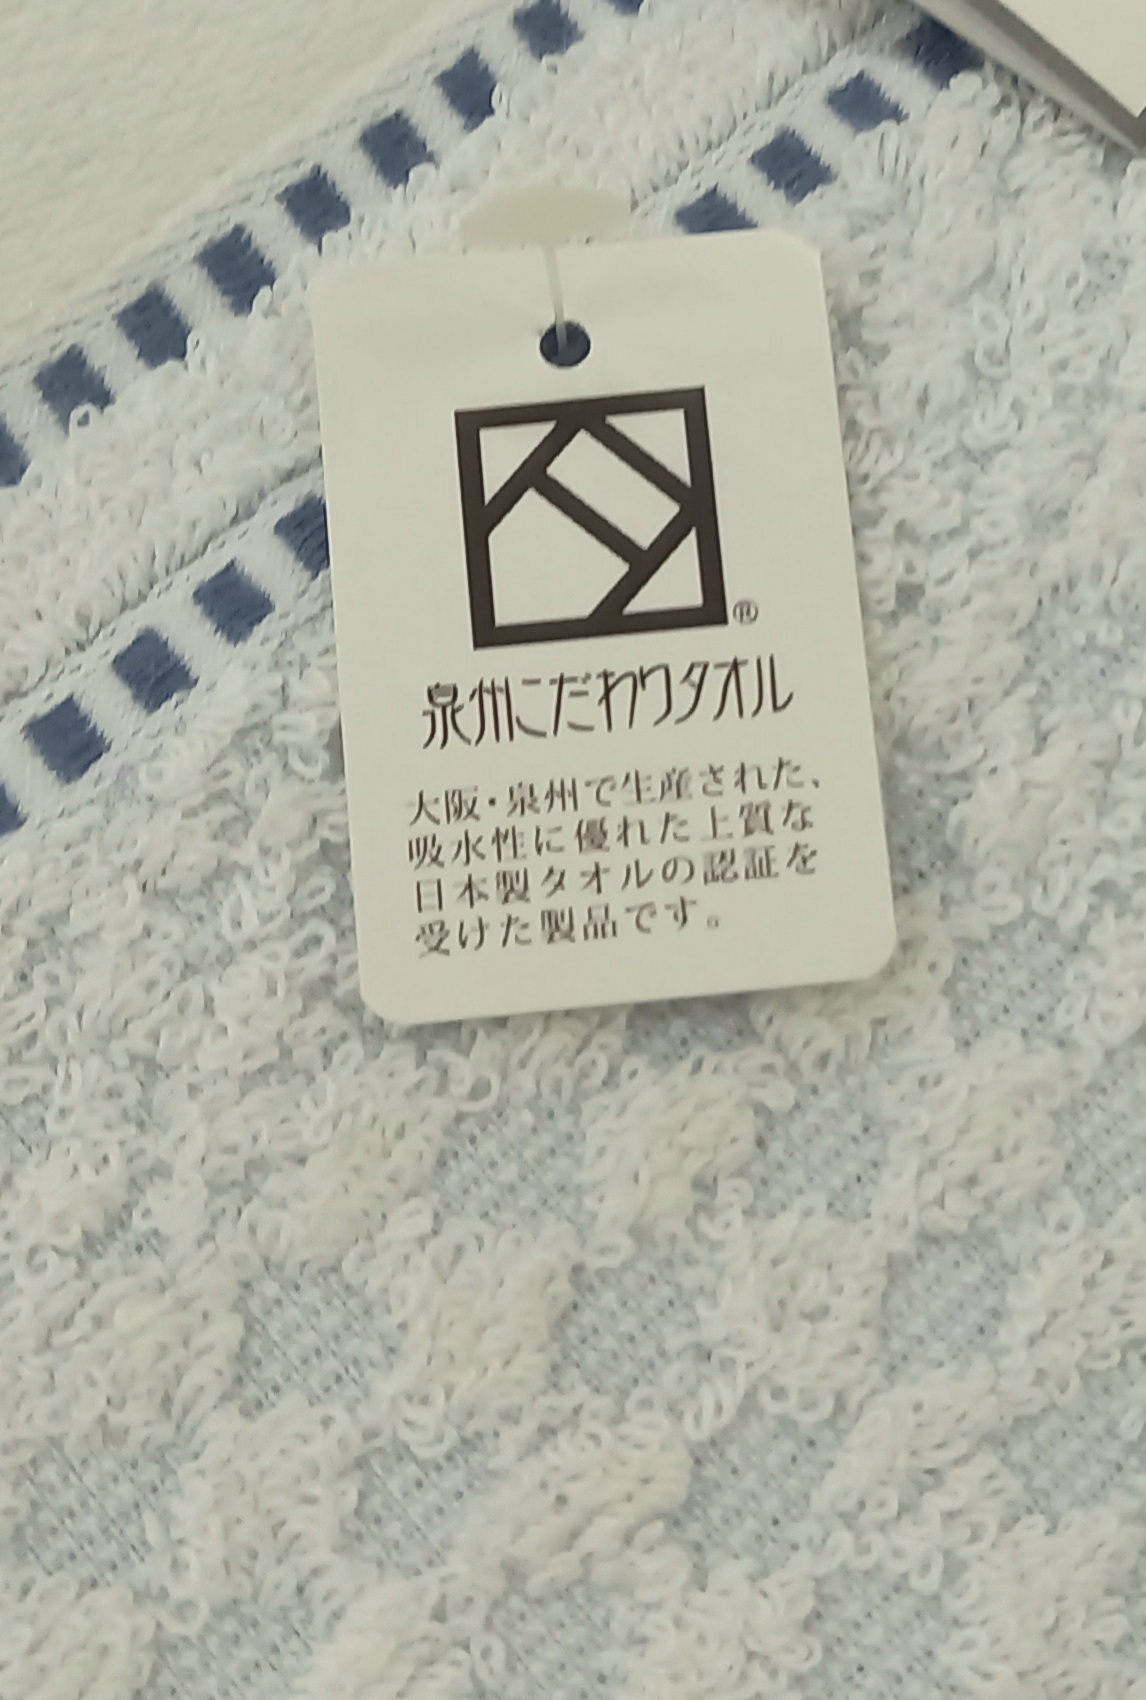 ®
泉州こだわりタオル
大阪・泉州で生産された、
吸水性に優れた上質な
日本製タオルの認証を
受けた製品です。